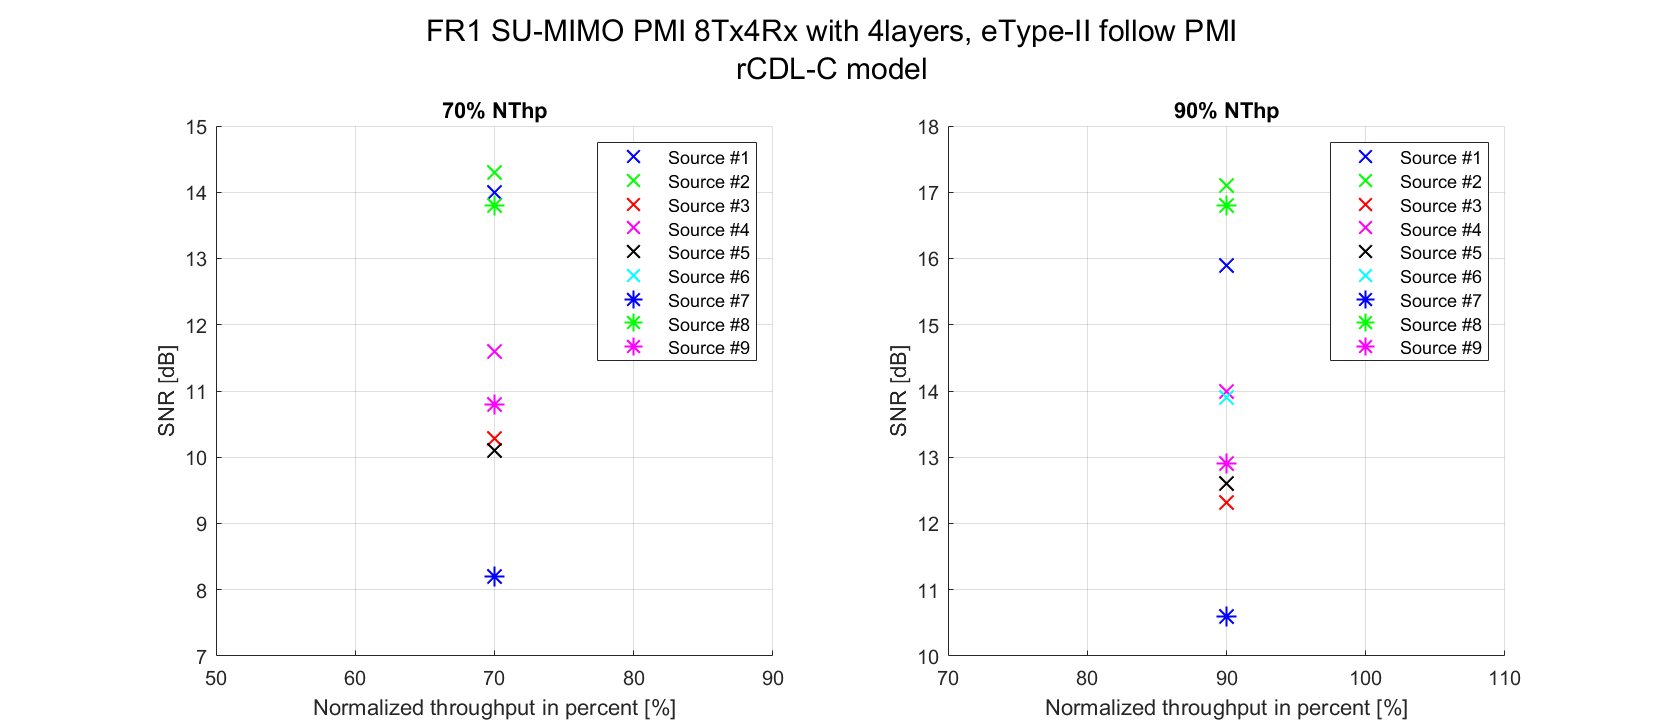 FR1 SU-MIMO PMI 8Tx4Rx with 4layers, eType-II follow PMI
rCDL-C model
70% NThp
15
14
13
12
11
10
9
8
7
SNR [dB]
50
60
70
80
90
Normalized throughput in percent [%]
Source #1
Source #2
Source #3
Source #4
Source #5
Source #6
Source #7
Source #8
Source #9
90% NThp
18
17
16
15
14
13
12
11
10
SNR [dB]
70
80
90
100
110
Normalized throughput in percent [%]
Source #1
Source #2
Source #3
Source #4
Source #5
Source #6
Source #7
Source #8
Source #9